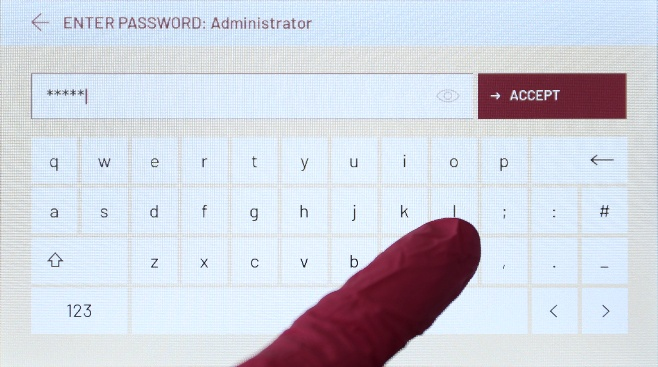 ← ENTER PASSWORD: Administrator
*****
→ ACCEPT
q w e r t y u i o p ←
a s d f g h j k l ; : #
z x c v b , . _
123 < >